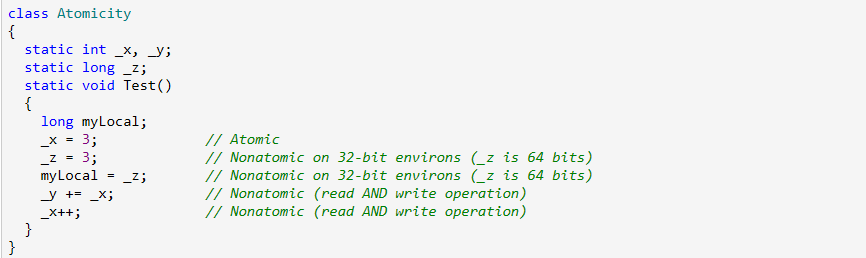 class Atomicity
{
  static int _x, _y;
  static long _z;
  static void Test()
  {
    long myLocal;
    _x = 3;             // Atomic
    _z = 3;             // Nonatomic on 32-bit environs (_z is 64 bits)
    myLocal = _z;       // Nonatomic on 32-bit environs (_z is 64 bits)
    _y += _x;           // Nonatomic (read AND write operation)
    _x++;               // Nonatomic (read AND write operation)
  }
}